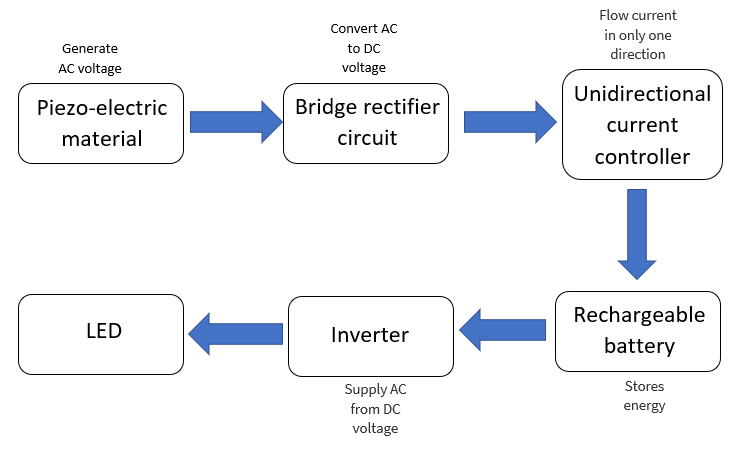 Generate
AC voltage
Piezo-electric
material
Convert AC
to DC
voltage
Bridge rectifier
circuit
Flow current
in only one
direction
Unidirectional
current
controller
Rechargeable
battery
Stores
energy
Inverter
Supply AC
from DC
voltage
LED